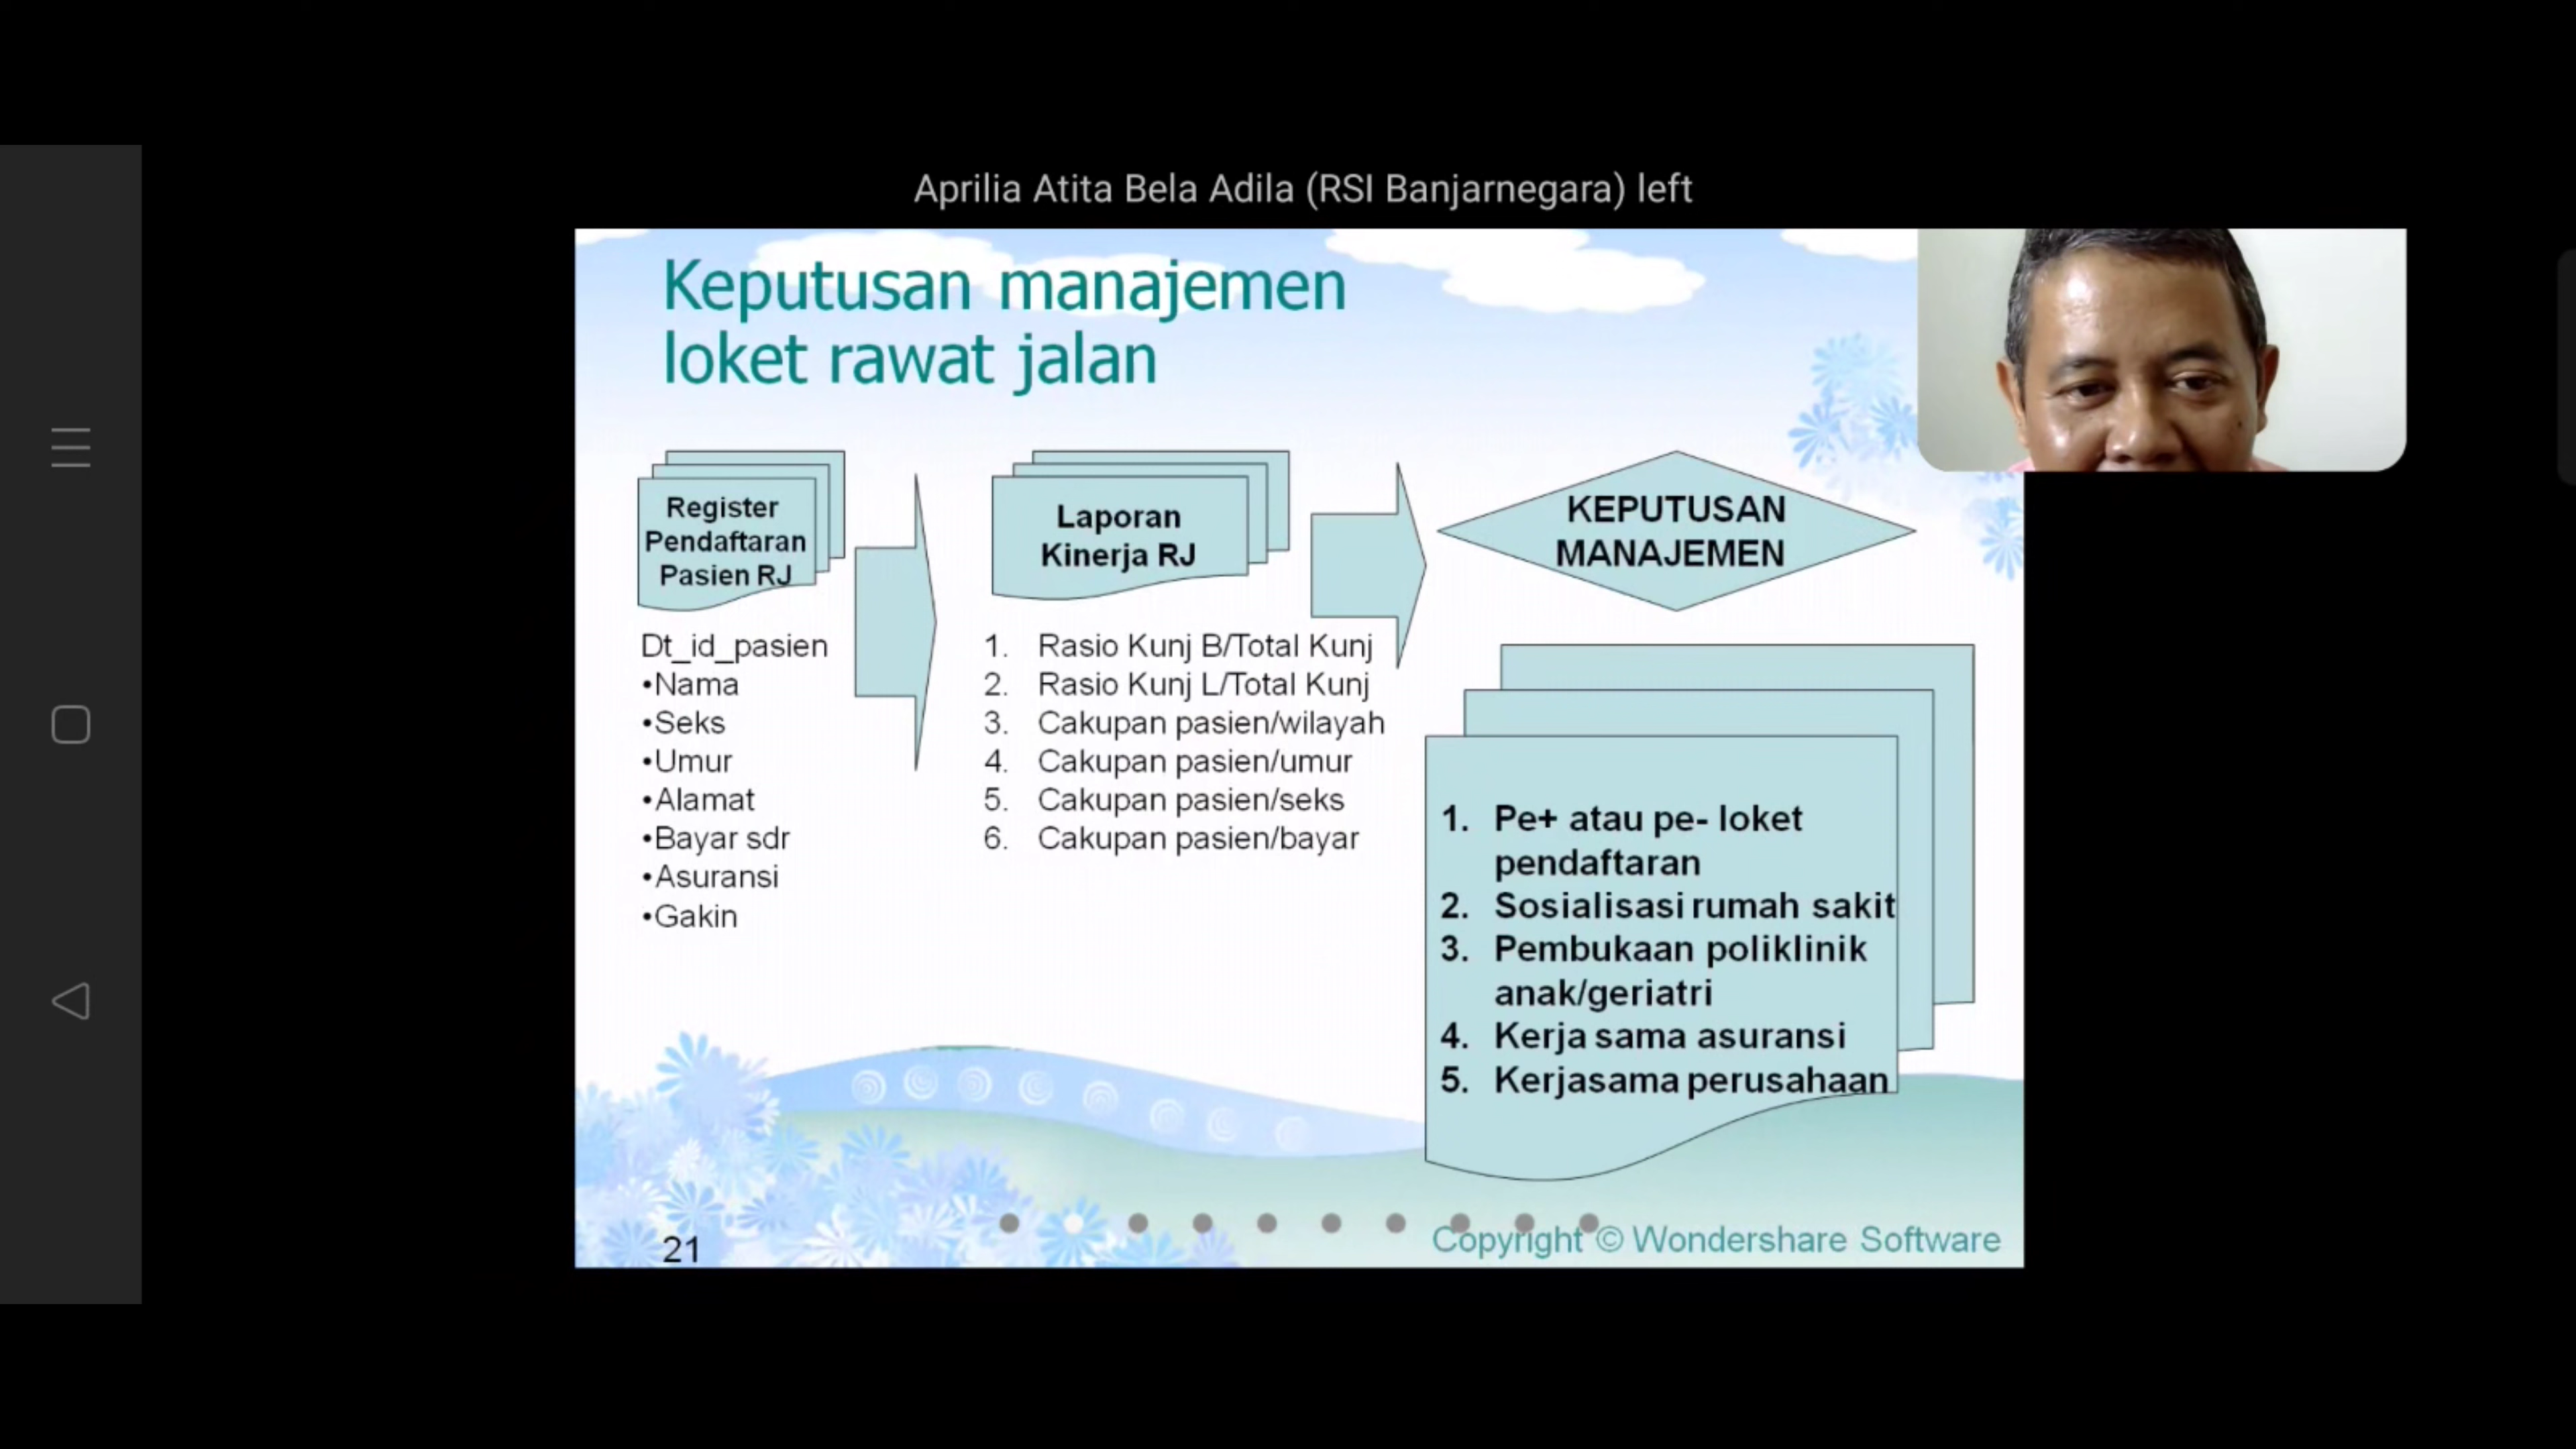 Aprilia Atita Bela Adila (RSI Banjarnegara) left
Keputusan manajemen
loket rawat jalan
Register
Pendaftaran
Pasien RJ
Dt_id_pasien
•Nama
•Seks
•Umur
•Alamat
•Bayar sdr
•Asuransi
•Gakin
Laporan
Kinerja RJ
1. Rasio Kunj B/Total Kunj
2. Rasio Kunj L/Total Kunj
3. Cakupan pasien/wilayah
4. Cakupan pasien/umur
5. Cakupan pasien/seks
6. Cakupan pasien/bayar
KEPUTUSAN
MANAJEMEN
1. Pe+ atau pe- loket
pendaftaran
2. Sosialisasi rumah sakit
3. Pembukaan poliklinik
anak/geriatri
4. Kerja sama asuransi
5. Kerjasama perusahaan
21
Copyright © Wondershare Software